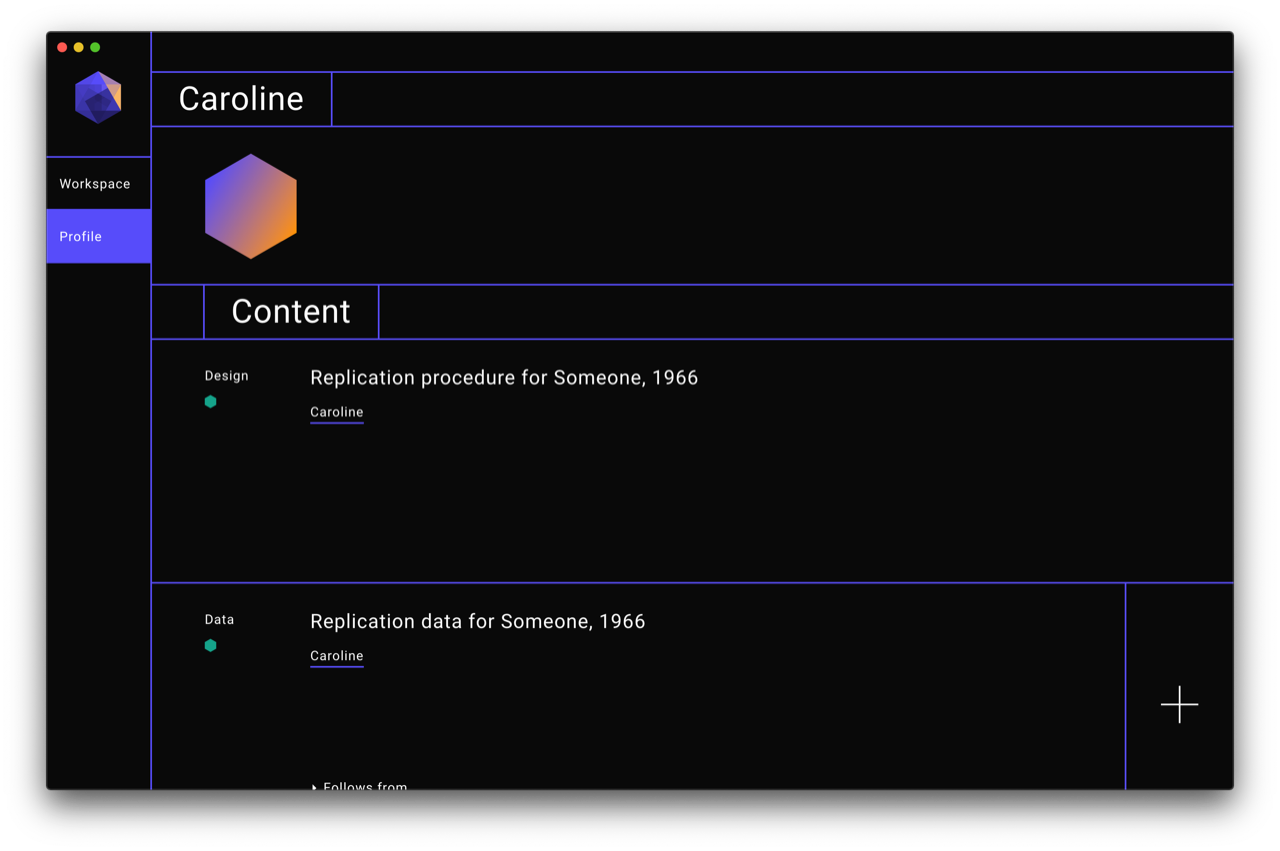 Caroline
Workspace
Profile
Content
Design
Replication procedure for Someone, 1966
Caroline
Data
Replication data for Someone, 1966
Caroline
Follows from